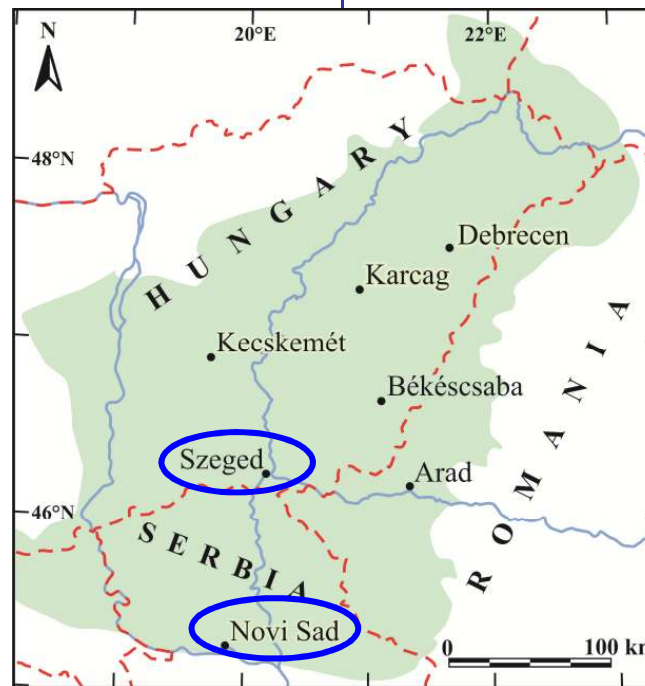 N
20°E
22°E
48°N
HUNGARY
Debrecen
Karcag
Kecskemét
Békéscsaba
Szeged
Arad
ROMANIA
46°N
SERBIA
Novi Sad
0
100 km